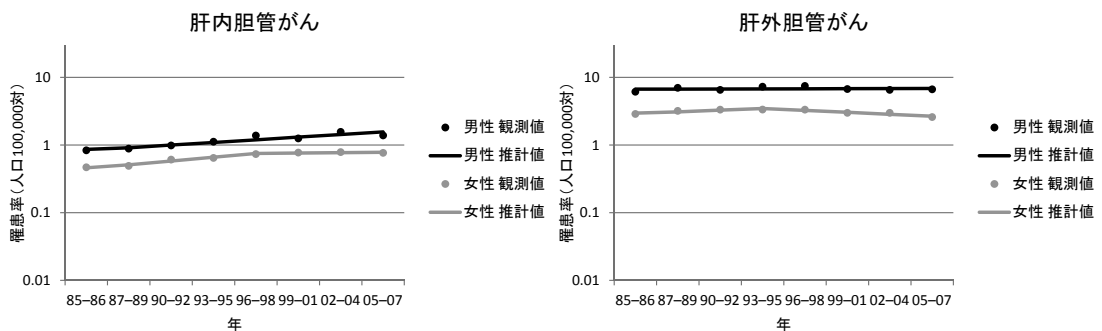 肝内胆管がん
罹患率(人口100,000対)
10
1
0.1
0.01
85–86 87–89 90–92 93–95 96–98 99–01 02–04 05–07
年
男性 観測値
男性 推計値
女性 観測値
女性 推計値
肝外胆管がん
罹患率(人口100,000対)
10
1
0.1
0.01
85–86 87–89 90–92 93–95 96–98 99–01 02–04 05–07
年
男性 観測値
男性 推計値
女性 観測値
女性 推計値